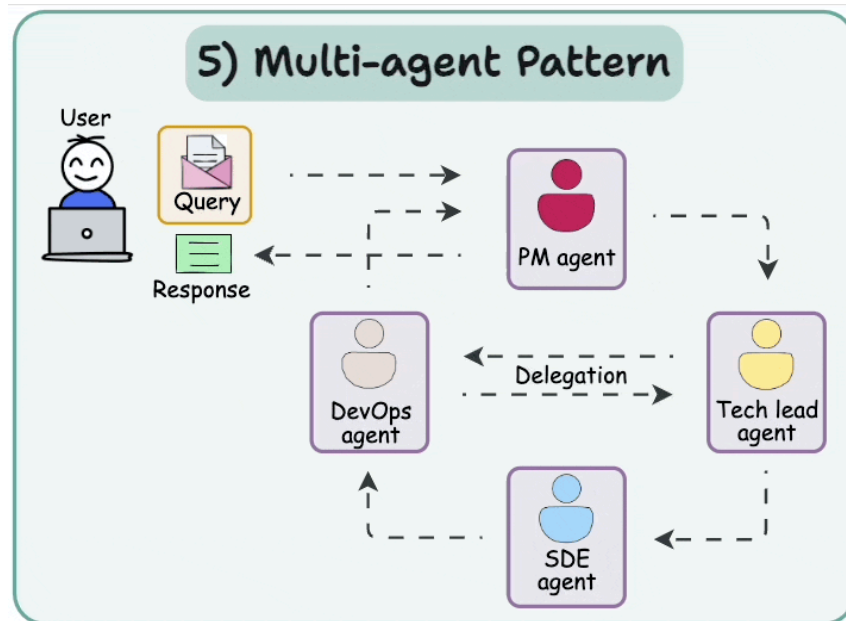 5) Multi-agent Pattern
User
Query
Response
PM agent
DevOps
agent
Delegation
Tech lead
agent
SDE
agent